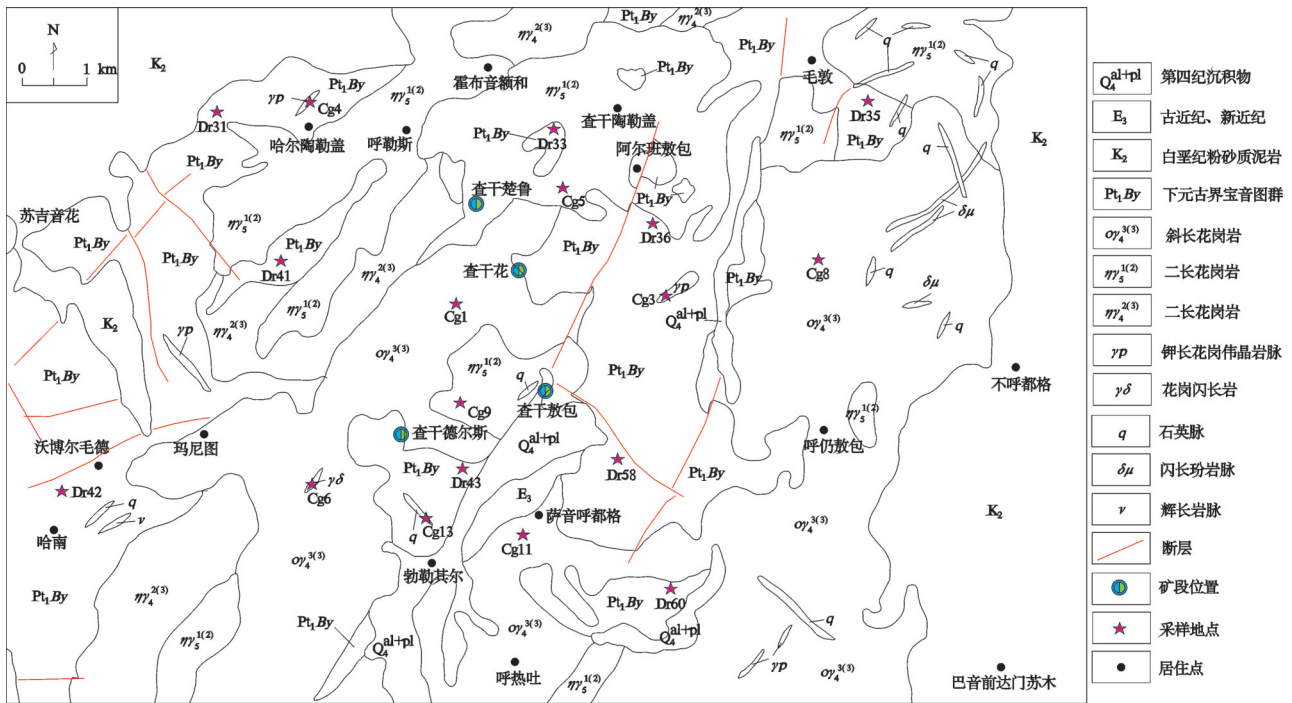 N
0 1 km
K₂
ηγ₄²⁽³⁾
Pt₁By
ηγ₄²⁽³⁾
Pt₁By
q
ηγ₅¹⁽²⁾
q
毛敦
霍布音额和
Pt₁By
Pt₁By
ηγ₅¹⁽²⁾
ηγ₅¹⁽²⁾
γp
Cg4
Dr31
哈尔陶勒盖
呼勒斯
查干陶勒盖
Dr35
q
Pt₁By
Dr33
ηγ₅¹⁽²⁾
Pt₁By
K₂
K₂
阿尔班敖包
Pt₁By
q
Pt₁By
查干楚鲁
Cg5
Pt₁By
苏吉音花
ηγ₅¹⁽²⁾
δμ
Dr36
Pt₁By
Pt₁By
Pt₁By
Pt₁By
Dr41
ηγ₄²⁽³⁾
查干花
Pt₁By
Cg8
q
Cg3
γp
Q₄ᵃˡ⁺ᵖˡ
δμ
Cg1
ηγ₅¹⁽²⁾
K₂
γp
ηγ₄²⁽³⁾
ογ₄³⁽³⁾
ογ₄³⁽³⁾
q
Pt₁By
ηγ₅¹⁽²⁾
q
Pt₁By
不呼都格
Cg9
查干敖包
ηγ₅¹⁽²⁾
沃博尔毛德
玛尼图
查干德尔斯
Q₄ᵃˡ⁺ᵖˡ
呼仍敖包
Dr42
Cg6
γδ
Pt₁By
Dr43
Dr58
Pt₁By
q
ν
E₃
哈南
q
Cg13
萨音呼都格
Cg11
K₂
ογ₄³⁽³⁾
ογ₄³⁽³⁾
勃勒其尔
Pt₁By
ηγ₄²⁽³⁾
Pt₁By
Dr60
ηγ₅¹⁽²⁾
Pt₁By
Q₄ᵃˡ⁺ᵖˡ
ογ₄³⁽³⁾
Q₄ᵃˡ⁺ᵖˡ
q
呼热吐
ηγ₅¹⁽²⁾
γp
ογ₄³⁽³⁾
巴音前达门苏木
Q₄ᵃˡ⁺ᵖˡ 第四纪沉积物
E₃ 古近纪、新近纪
K₂ 白垩纪粉砂质泥岩
Pt₁By 下元古界宝音图群
ογ₄³⁽³⁾ 斜长花岗岩
ηγ₅¹⁽²⁾ 二长花岗岩
ηγ₄²⁽³⁾ 二长花岗岩
γp 钾长花岗伟晶岩脉
γδ 花岗闪长岩
q 石英脉
δμ 闪长玢岩脉
ν 辉长岩脉
断层
矿段位置
采样地点
居住点